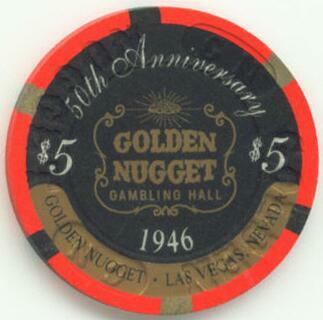 50th Anniversary
$5
$5
GOLDEN
NUGGET
GAMBLING HALL
1946
GOLDEN NUGGET • LAS VEGAS, NEVADA